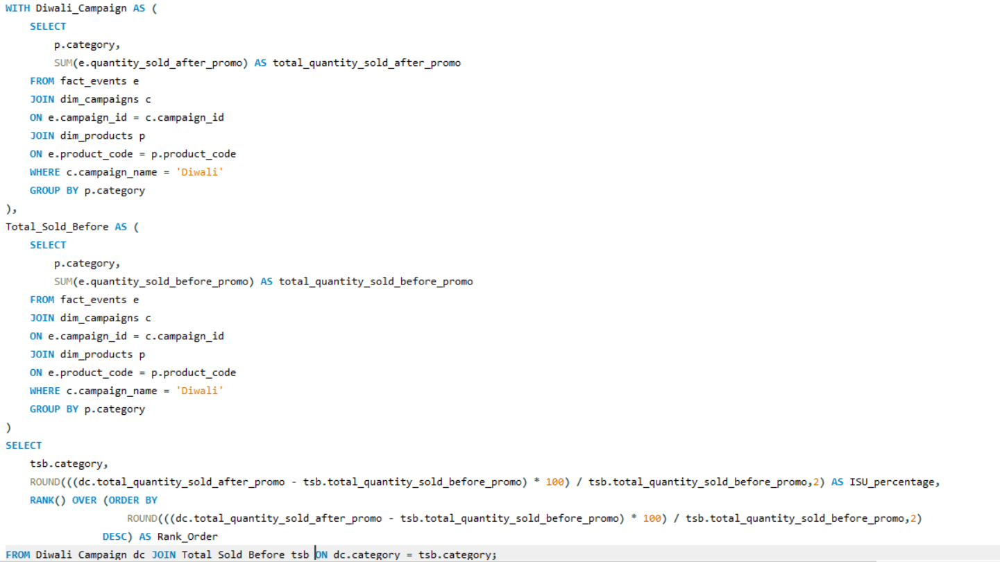 WITH Diwali_Campaign AS (
    SELECT
        p.category,
        SUM(e.quantity_sold_after_promo) AS total_quantity_sold_after_promo
    FROM fact_events e
    JOIN dim_campaigns c
    ON e.campaign_id = c.campaign_id
    JOIN dim_products p
    ON e.product_code = p.product_code
    WHERE c.campaign_name = 'Diwali'
    GROUP BY p.category
),
Total_Sold_Before AS (
    SELECT
        p.category,
        SUM(e.quantity_sold_before_promo) AS total_quantity_sold_before_promo
    FROM fact_events e
    JOIN dim_campaigns c
    ON e.campaign_id = c.campaign_id
    JOIN dim_products p
    ON e.product_code = p.product_code
    WHERE c.campaign_name = 'Diwali'
    GROUP BY p.category
)
SELECT
    tsb.category,
    ROUND(((dc.total_quantity_sold_after_promo - tsb.total_quantity_sold_before_promo) * 100) / tsb.total_quantity_sold_before_promo,2) AS ISU_percentage,
    RANK() OVER (ORDER BY
                    ROUND(((dc.total_quantity_sold_after_promo - tsb.total_quantity_sold_before_promo) * 100) / tsb.total_quantity_sold_before_promo,2)
                DESC) AS Rank_Order
FROM Diwali_Campaign dc JOIN Total_Sold_Before tsb ON dc.category = tsb.category;